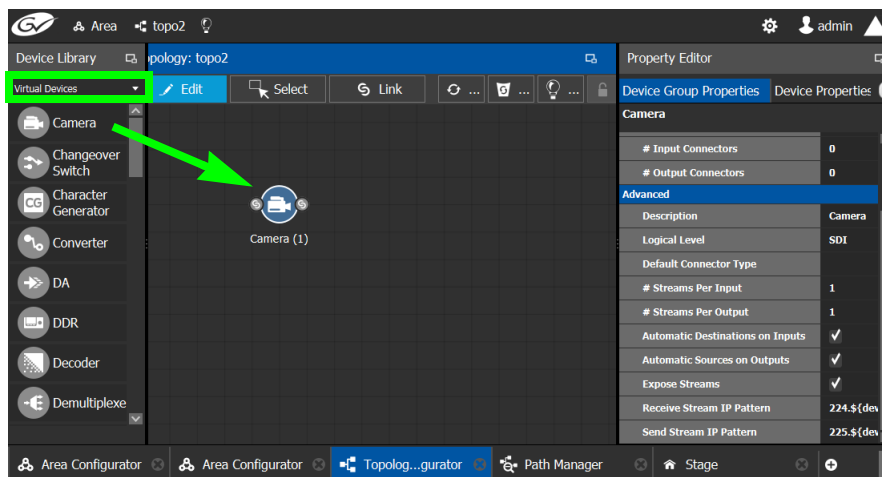 GV Area topo2 admin
Device Library
pology: topo2
Property Editor
Virtual Devices
Edit Select Link ... ... ...
Device Group Properties Device Properties
Camera
Camera
Changeover
Switch
CG
Character
Generator
Converter
DA
DDR
Decoder
Demultiplexe
Camera (1)
# Input Connectors 0
# Output Connectors 0
Advanced
Description Camera
Logical Level SDI
Default Connector Type
# Streams Per Input 1
# Streams Per Output 1
Automatic Destinations on Inputs
Automatic Sources on Outputs
Expose Streams
Receive Stream IP Pattern 224.${dev
Send Stream IP Pattern 225.${dev
Area Configurator Area Configurator Topolog...gurator Path Manager Stage